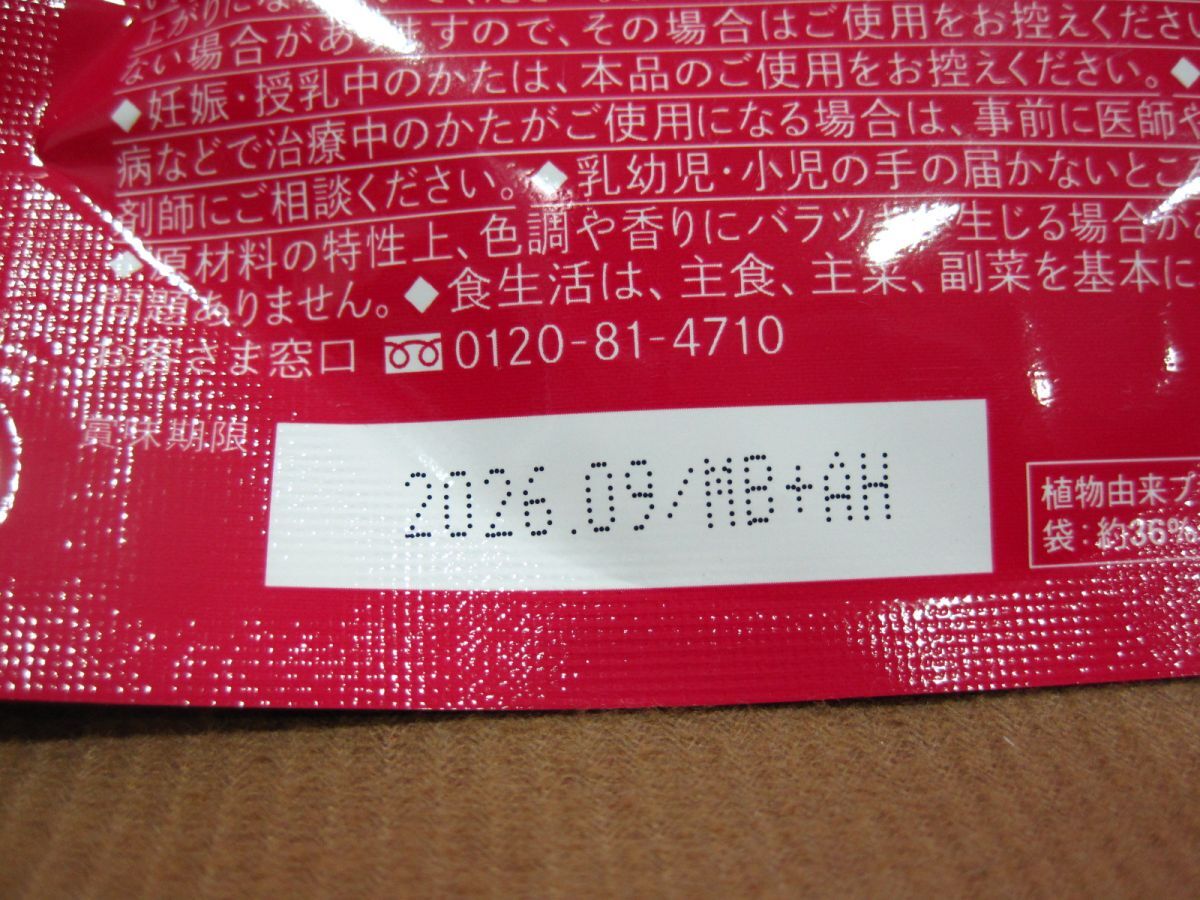 ない場合がありますので、その場合はご使用をお控えくださ
◆妊娠・授乳中のかたは、本品のご使用をお控えください。◆
病などで治療中のかたがご使用になる場合は、事前に医師や
剤師にご相談ください。◆乳幼児・小児の手の届かないとこ
◆原材料の特性上、色調や香りにバラツキが生じる場合が
問題ありません。◆食生活は、主食、主菜、副菜を基本に
お客さま窓口 0120-81-4710
賞味期限 2026.09/MB+AH
植物由来プ
袋:約36%